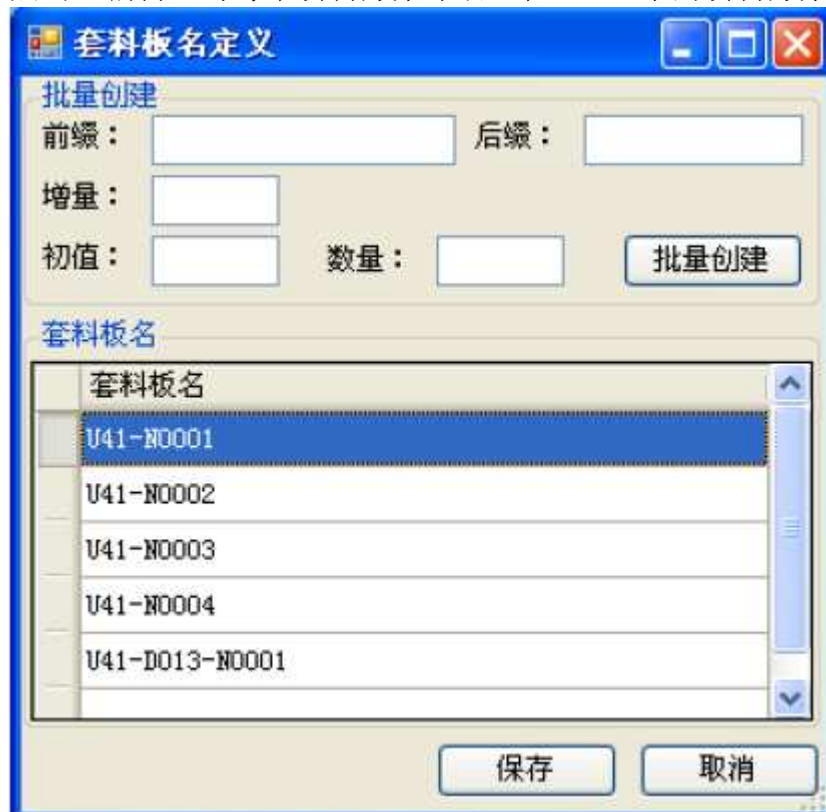 套料板名定义
批量创建
前缀： 后缀：
增量：
初值： 数量： 批量创建
套料板名
套料板名
U41-N0001
U41-N0002
U41-N0003
U41-N0004
U41-D013-N0001
保存 取消